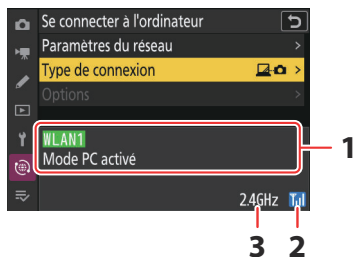 Se connecter à l'ordinateur
Paramètres du réseau
Type de connexion
Options
WLAN1
Mode PC activé
2.4GHz
1
3 2